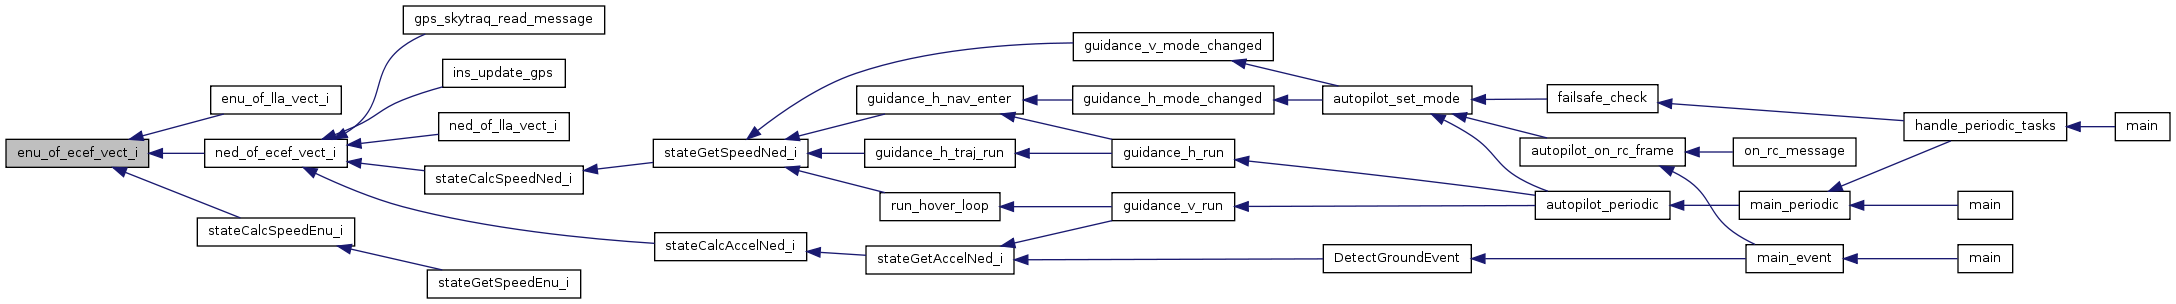 enu_of_ecef_vect_i
enu_of_lla_vect_i
ned_of_ecef_vect_i
stateCalcSpeedEnu_i
gps_skytraq_read_message
ins_update_gps
ned_of_lla_vect_i
stateCalcSpeedNed_i
stateGetSpeedEnu_i
stateGetSpeedNed_i
stateCalcAccelNed_i
guidance_h_nav_enter
guidance_h_traj_run
run_hover_loop
stateGetAccelNed_i
guidance_v_mode_changed
guidance_h_mode_changed
guidance_h_run
guidance_v_run
autopilot_set_mode
DetectGroundEvent
failsafe_check
autopilot_on_rc_frame
autopilot_periodic
on_rc_message
main_periodic
main_event
handle_periodic_tasks
main
main
main